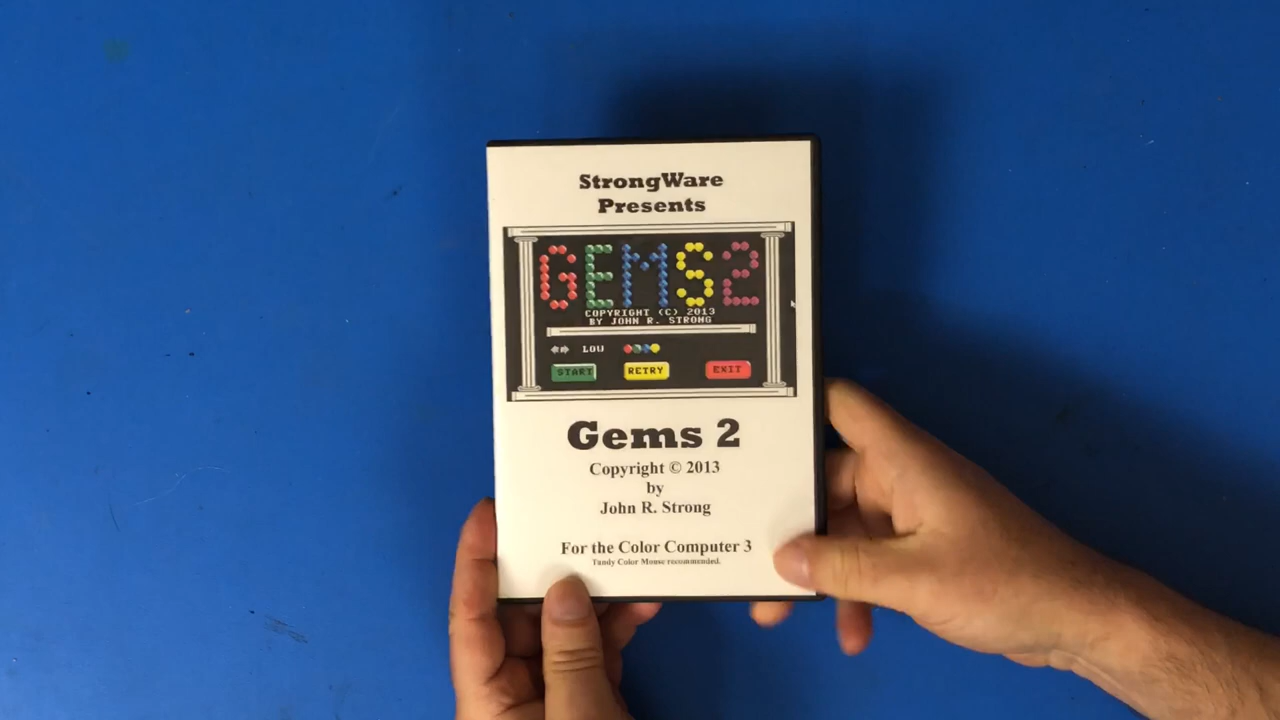 StrongWare
Presents
GEMS2
COPYRIGHT (C) 2013
BY JOHN R. STRONG
LOW
START RETRY EXIT
Gems 2
Copyright © 2013
by
John R. Strong
For the Color Computer 3
Tandy Color Mouse recommended.